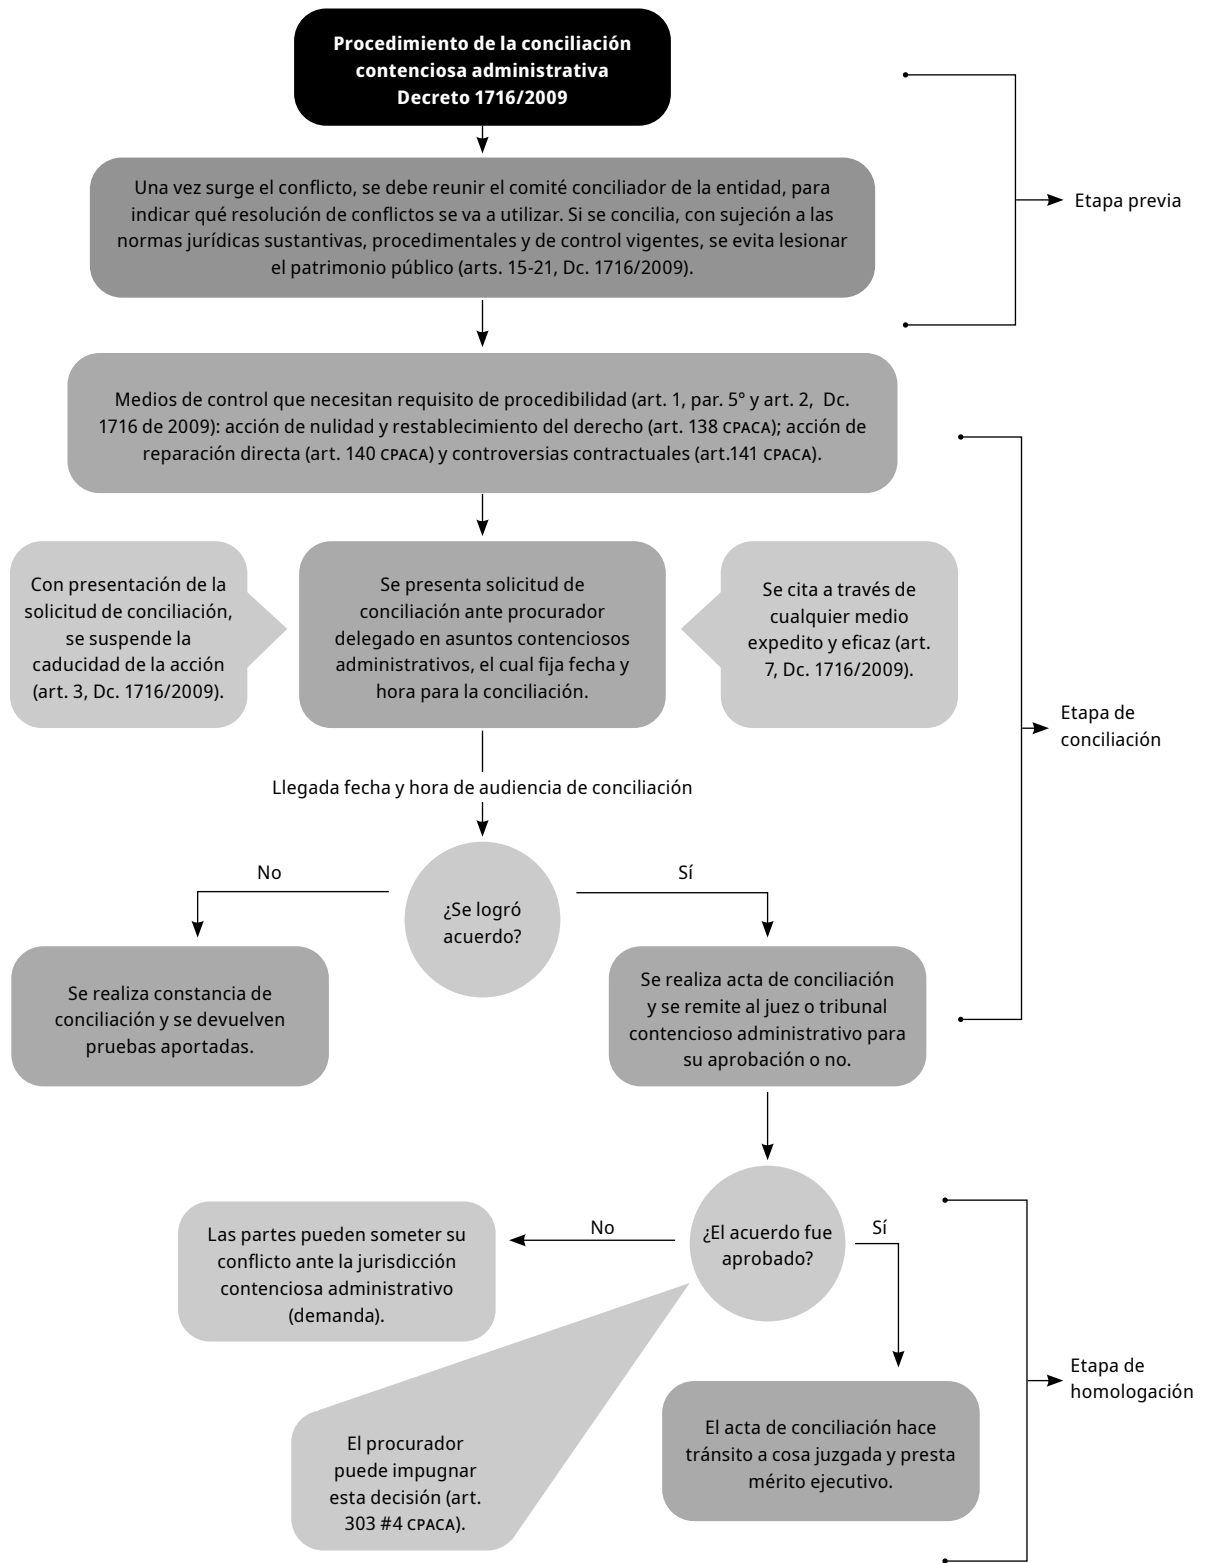 Procedimiento de la conciliación
contenciosa administrativa
Decreto 1716/2009
Una vez surge el conflicto, se debe reunir el comité conciliador de la entidad, para
indicar qué resolución de conflictos se va a utilizar. Si se concilia, con sujeción a las
normas jurídicas sustantivas, procedimentales y de control vigentes, se evita lesionar
el patrimonio público (arts. 15-21, Dc. 1716/2009).
Etapa previa
Medios de control que necesitan requisito de procedibilidad (art. 1, par. 5° y art. 2, Dc.
1716 de 2009): acción de nulidad y restablecimiento del derecho (art. 138 CPACA); acción de
reparación directa (art. 140 CPACA) y controversias contractuales (art.141 CPACA).
Con presentación de la
solicitud de conciliación,
se suspende la
caducidad de la acción
(art. 3, Dc. 1716/2009).
Se presenta solicitud de
conciliación ante procurador
delegado en asuntos contenciosos
administrativos, el cual fija fecha y
hora para la conciliación.
Se cita a través de
cualquier medio
expedito y eficaz (art.
7, Dc. 1716/2009).
Etapa de
conciliación
Llegada fecha y hora de audiencia de conciliación
No
Sí
¿Se logró
acuerdo?
Se realiza constancia de
conciliación y se devuelven
pruebas aportadas.
Se realiza acta de conciliación
y se remite al juez o tribunal
contencioso administrativo para
su aprobación o no.
Las partes pueden someter su
conflicto ante la jurisdicción
contenciosa administrativo
(demanda).
No
¿El acuerdo fue
aprobado?
Sí
Etapa de
homologación
El procurador
puede impugnar
esta decisión (art.
303 #4 CPACA).
El acta de conciliación hace
tránsito a cosa juzgada y presta
mérito ejecutivo.